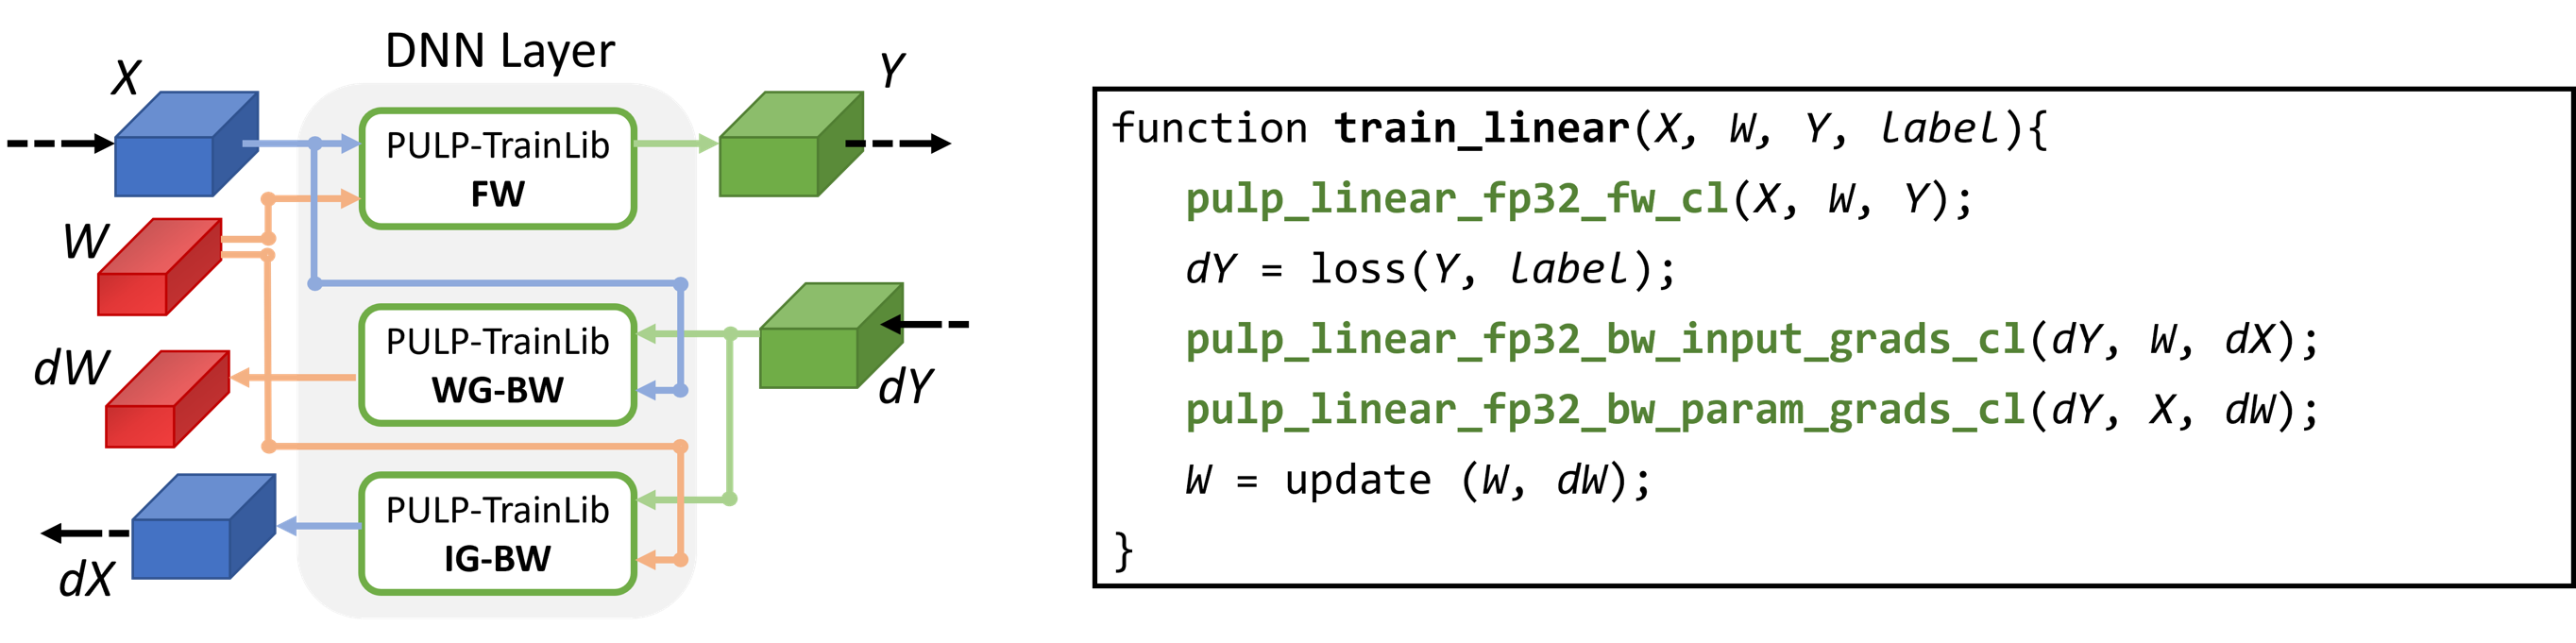 DNN Layer
X
Y
PULP-TrainLib
FW
W
PULP-TrainLib
WG-BW
dW
dY
PULP-TrainLib
IG-BW
dX
function train_linear(X, W, Y, label){
pulp_linear_fp32_fw_cl(X, W, Y);
dY = loss(Y, label);
pulp_linear_fp32_bw_input_grads_cl(dY, W, dX);
pulp_linear_fp32_bw_param_grads_cl(dY, X, dW);
W = update (W, dW);
}